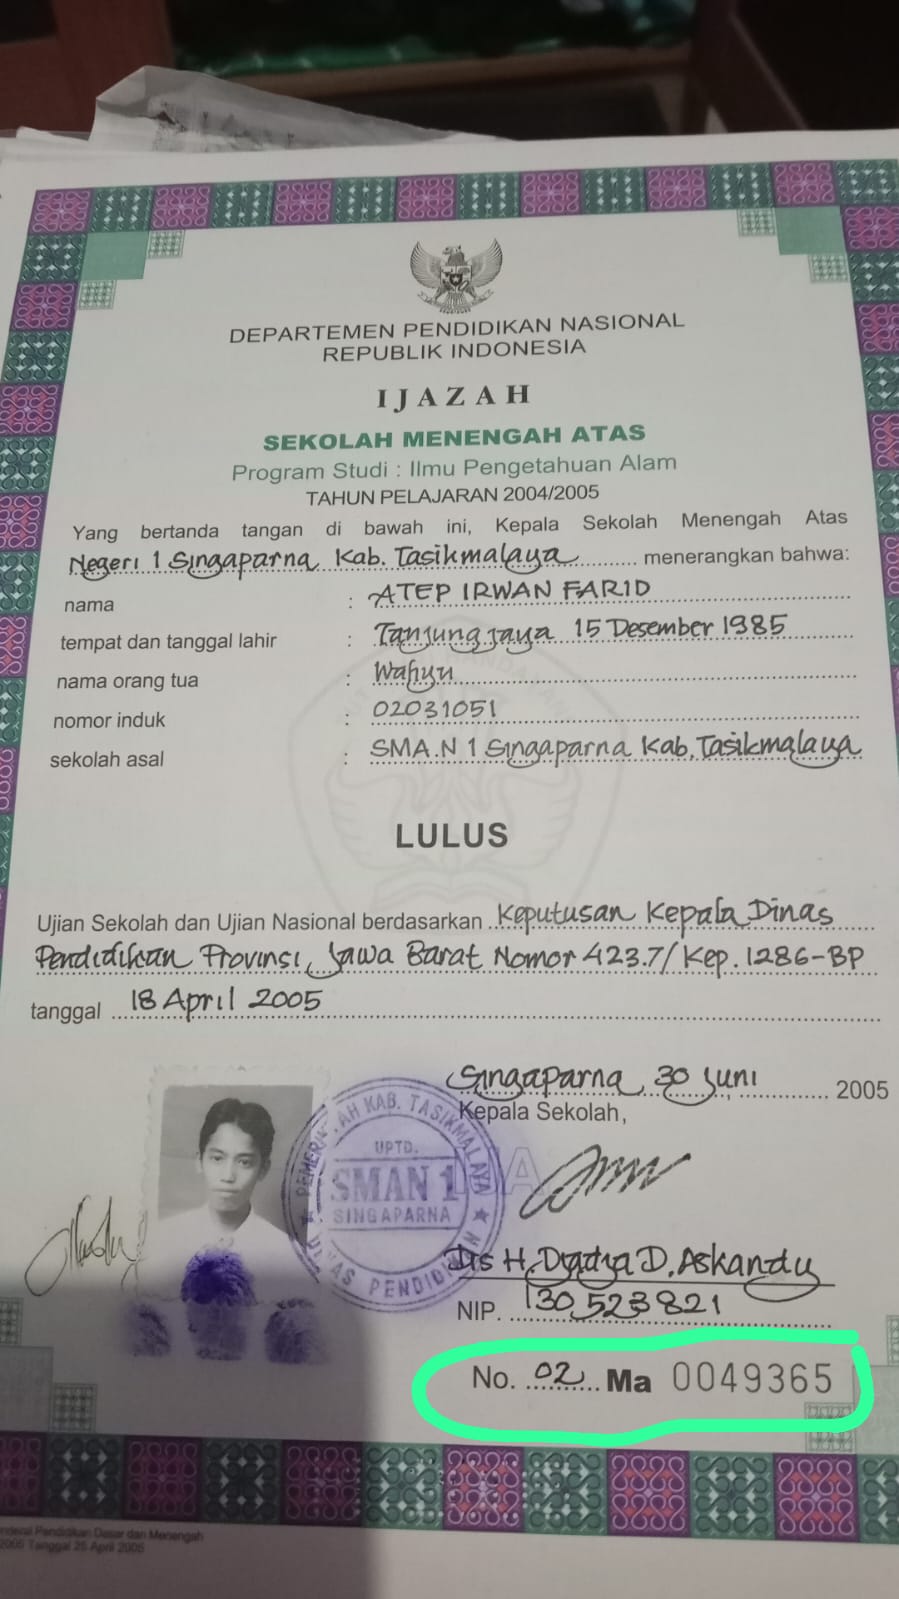 DEPARTEMEN PENDIDIKAN NASIONAL
REPUBLIK INDONESIA
IJAZAH
SEKOLAH MENENGAH ATAS
Program Studi : Ilmu Pengetahuan Alam
TAHUN PELAJARAN 2004/2005
Yang bertanda tangan di bawah ini, Kepala Sekolah Menengah Atas
Negeri 1 Singaparna Kab. Tasikmalaya menerangkan bahwa:
nama : ATEP IRWAN FARID
tempat dan tanggal lahir : Tanjungjaya 15 Desember 1985
nama orang tua : Wahyu
nomor induk : 02031051
sekolah asal : SMA.N 1 Singaparna Kab. Tasikmalaya
LULUS
Ujian Sekolah dan Ujian Nasional berdasarkan Keputusan Kepala Dinas
Pendidikan Provinsi Jawa Barat Nomor 423.7/Kep.1286-BP
tanggal 18 April 2005
Singaparna, 30 Juni 2005
Kepala Sekolah,
KAB. TASIKMALAYA
UPTD.
SMAN 1
SINGAPARNA
Drs H. D. Askandy
NIP. 130523821
No. 02 Ma 0049365
Pendidikan Dasar dan Menengah
2005 Tanggal 25 April 2005